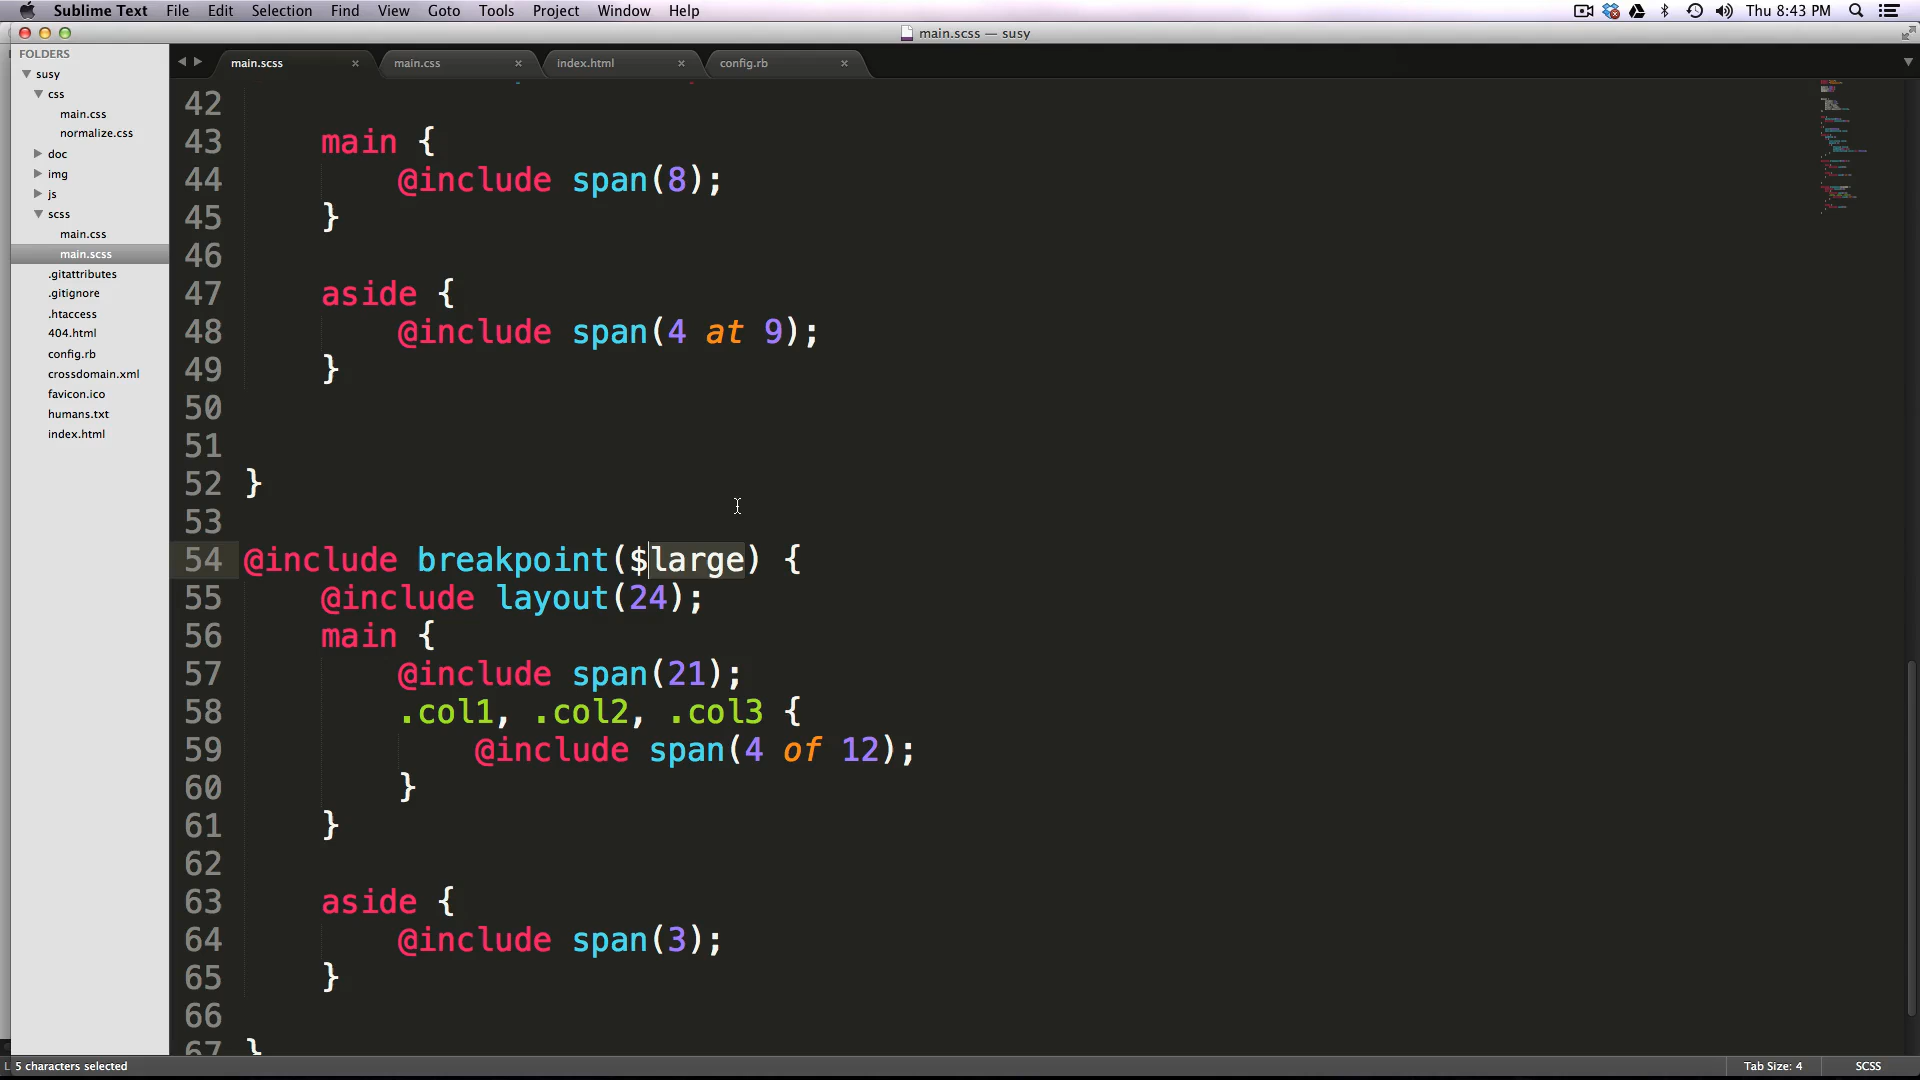 Sublime Text File Edit Selection Find View Goto Tools Project Window Help Thu 8:43 PM
main.scss — susy
FOLDERS
susy
css
main.css
normalize.css
doc
img
js
scss
main.css
main.scss
.gitattributes
.gitignore
.htaccess
404.html
config.rb
crossdomain.xml
favicon.ico
humans.txt
index.html
main.scss × main.css × index.html × config.rb ×
42
43 main {
44 @include span(8);
45 }
46
47 aside {
48 @include span(4 at 9);
49 }
50
51
52 }
53
54 @include breakpoint($large) {
55 @include layout(24);
56 main {
57 @include span(21);
58 .col1, .col2, .col3 {
59 @include span(4 of 12);
60 }
61 }
62
63 aside {
64 @include span(3);
65 }
66
67 }
5 characters selected Tab Size: 4 SCSS